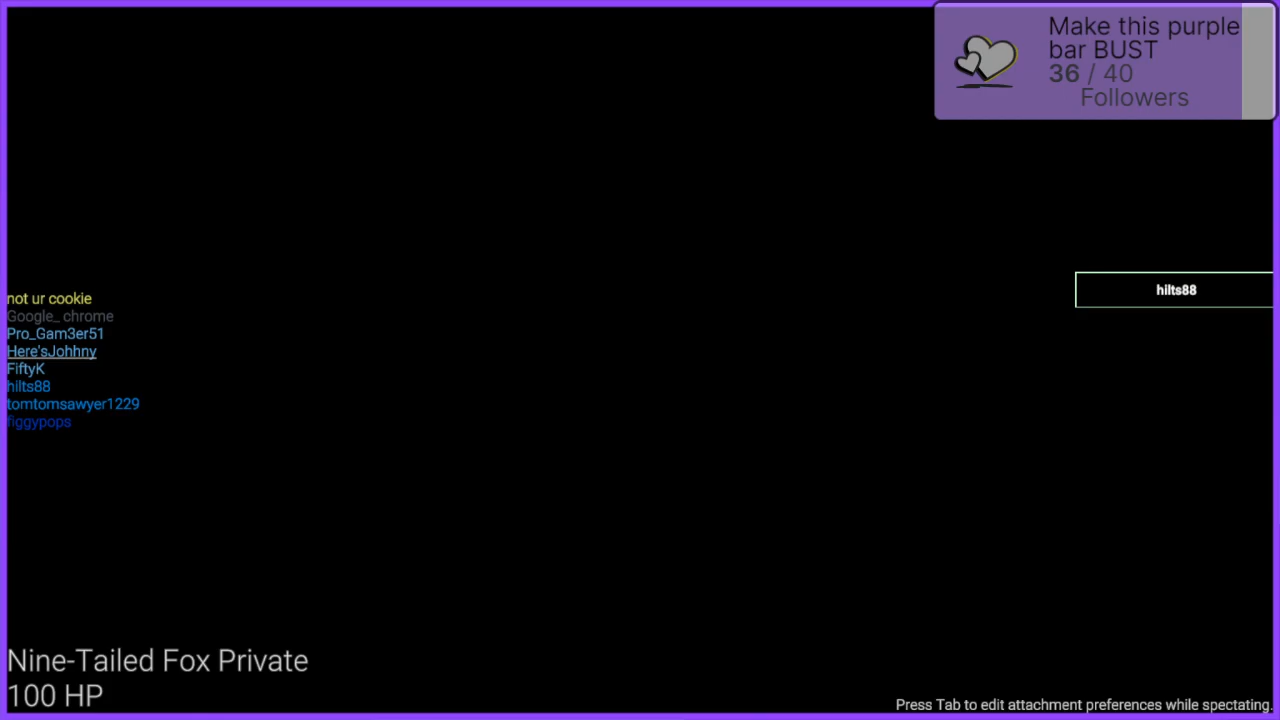 Make this purple
bar BUST
36 / 40
Followers
hilts88
not ur cookie
Google_ chrome
Pro_Gam3er51
Here'sJohhny
FiftyK
hilts88
tomtomsawyer1229
figgypops
Nine-Tailed Fox Private
100 HP
Press Tab to edit attachment preferences while spectating.